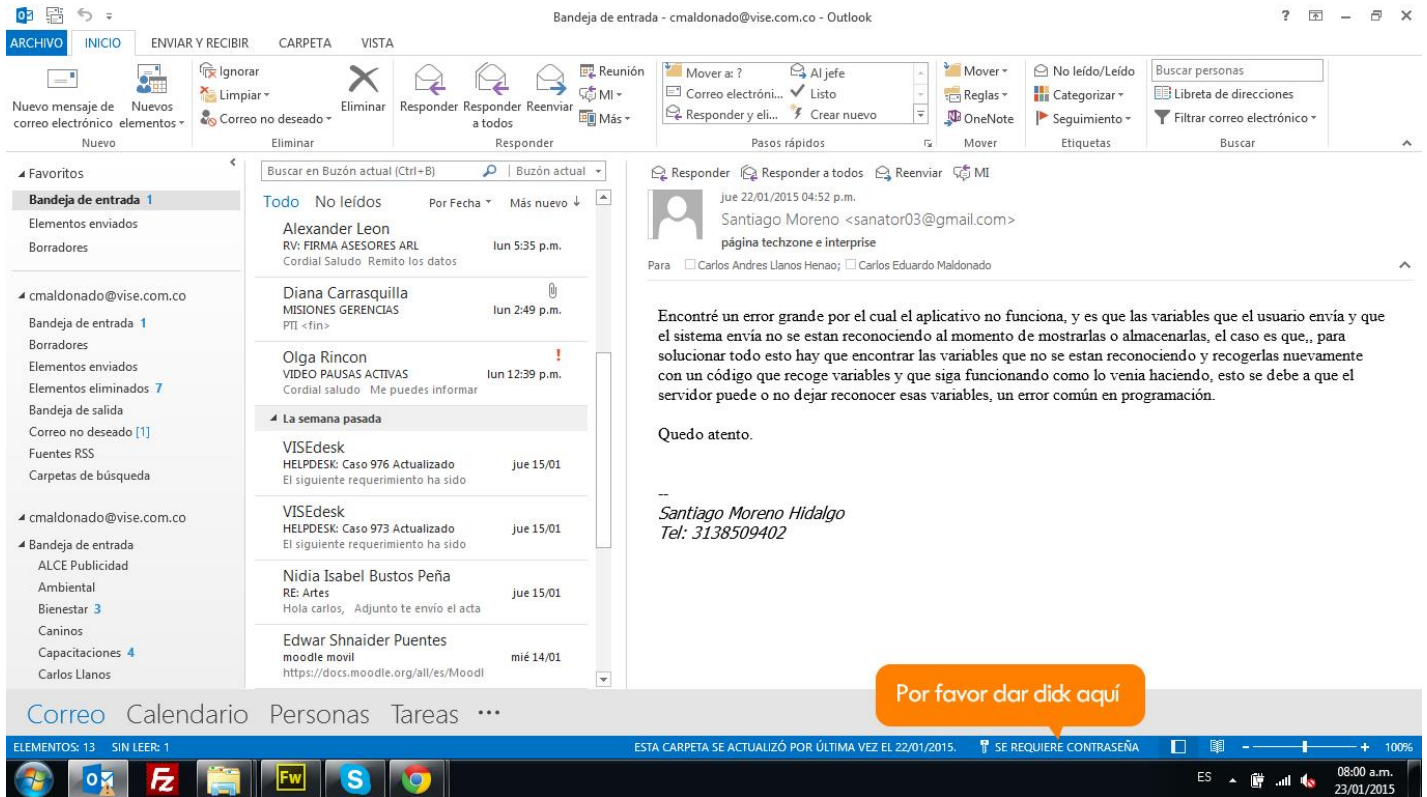 Bandeja de entrada - cmaldonado@vise.com.co - Outlook
ARCHIVO INICIO ENVIAR Y RECIBIR CARPETA VISTA
Nuevo mensaje de correo electrónico
Nuevos elementos
Nuevo
Ignorar
Limpiar
Correo no deseado
Eliminar
Eliminar
Responder
Responder a todos
Reenviar
Reunión
MI
Más
Responder
Mover a: ?
Correo electróni...
Responder y eli...
Al jefe
Listo
Crear nuevo
Pasos rápidos
Mover
Reglas
OneNote
Mover
No leído/Leído
Categorizar
Seguimiento
Etiquetas
Buscar personas
Libreta de direcciones
Filtrar correo electrónico
Buscar
Favoritos
Bandeja de entrada 1
Elementos enviados
Borradores
cmaldonado@vise.com.co
Bandeja de entrada 1
Borradores
Elementos enviados
Elementos eliminados 7
Bandeja de salida
Correo no deseado [1]
Fuentes RSS
Carpetas de búsqueda
cmaldonado@vise.com.co
Bandeja de entrada
ALCE Publicidad
Ambiental
Bienestar 3
Caninos
Capacitaciones 4
Carlos Llanos
Buscar en Buzón actual (Ctrl+B) Buzón actual
Todo No leídos Por Fecha Más nuevo ↓
Alexander Leon
RV: FIRMA ASESORES ARL lun 5:35 p.m.
Cordial Saludo Remito los datos
Diana Carrasquilla
MISIONES GERENCIAS lun 2:49 p.m.
PTI <fin>
Olga Rincon !
VIDEO PAUSAS ACTIVAS lun 12:39 p.m.
Cordial saludo Me puedes informar
La semana pasada
VISEdesk
HELPDESK: Caso 976 Actualizado jue 15/01
El siguiente requerimiento ha sido
VISEdesk
HELPDESK: Caso 973 Actualizado jue 15/01
El siguiente requerimiento ha sido
Nidia Isabel Bustos Peña
RE: Artes jue 15/01
Hola carlos, Adjunto te envío el acta
Edwar Shnaider Puentes
moodle movil mié 14/01
https://docs.moodle.org/all/es/Moodl
Responder Responder a todos Reenviar MI
jue 22/01/2015 04:52 p.m.
Santiago Moreno <sanator03@gmail.com>
página techzone e interprise
Para Carlos Andres Llanos Henao; Carlos Eduardo Maldonado
Encontré un error grande por el cual el aplicativo no funciona, y es que las variables que el usuario envía y que
el sistema envía no se estan reconociendo al momento de mostrarlas o almacenarlas, el caso es que,, para
solucionar todo esto hay que encontrar las variables que no se estan reconociendo y recogerlas nuevamente
con un código que recoge variables y que siga funcionando como lo venia haciendo, esto se debe a que el
servidor puede o no dejar reconocer esas variables, un error común en programación.
Quedo atento.
--
Santiago Moreno Hidalgo
Tel: 3138509402
Por favor dar click aquí
Correo Calendario Personas Tareas •••
ELEMENTOS: 13 SIN LEER: 1 ESTA CARPETA SE ACTUALIZÓ POR ÚLTIMA VEZ EL 22/01/2015. SE REQUIERE CONTRASEÑA 100%
Fz Fw S ES 08:00 a.m.
23/01/2015